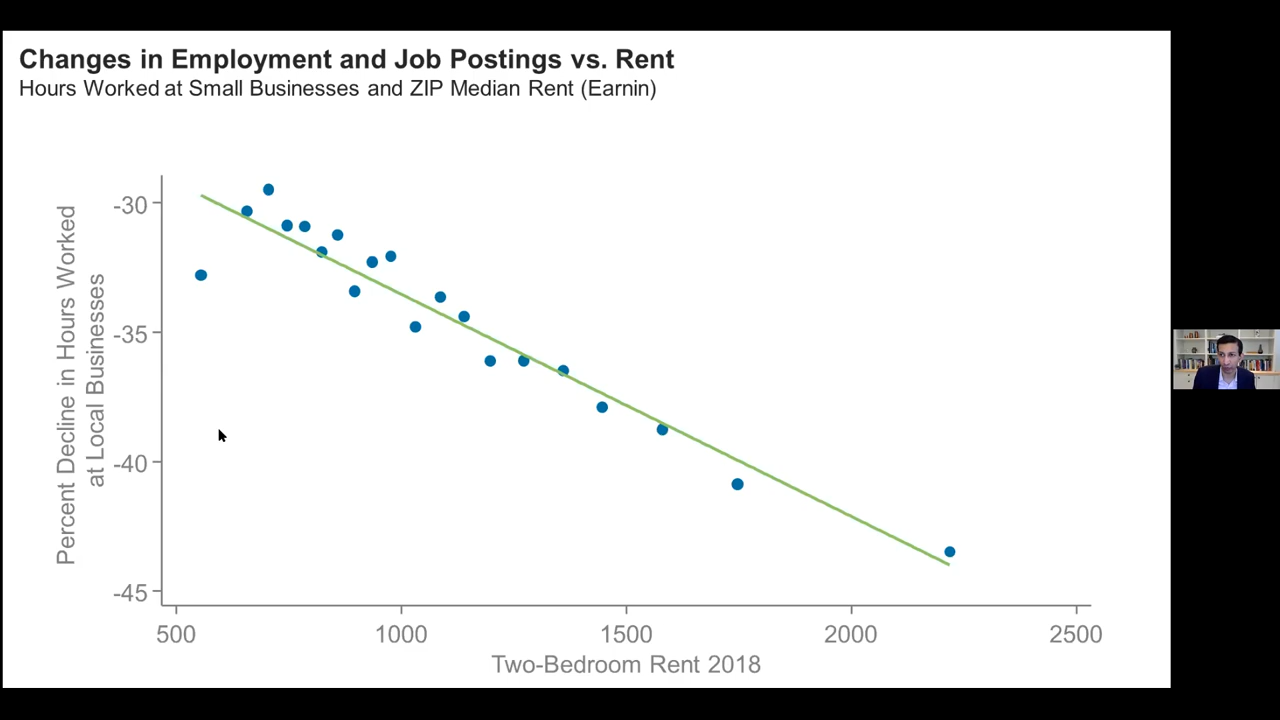 Changes in Employment and Job Postings vs. Rent
Hours Worked at Small Businesses and ZIP Median Rent (Earnin)
Percent Decline in Hours Worked
at Local Businesses
-30
-35
-40
-45
500
1000
1500
2000
2500
Two-Bedroom Rent 2018